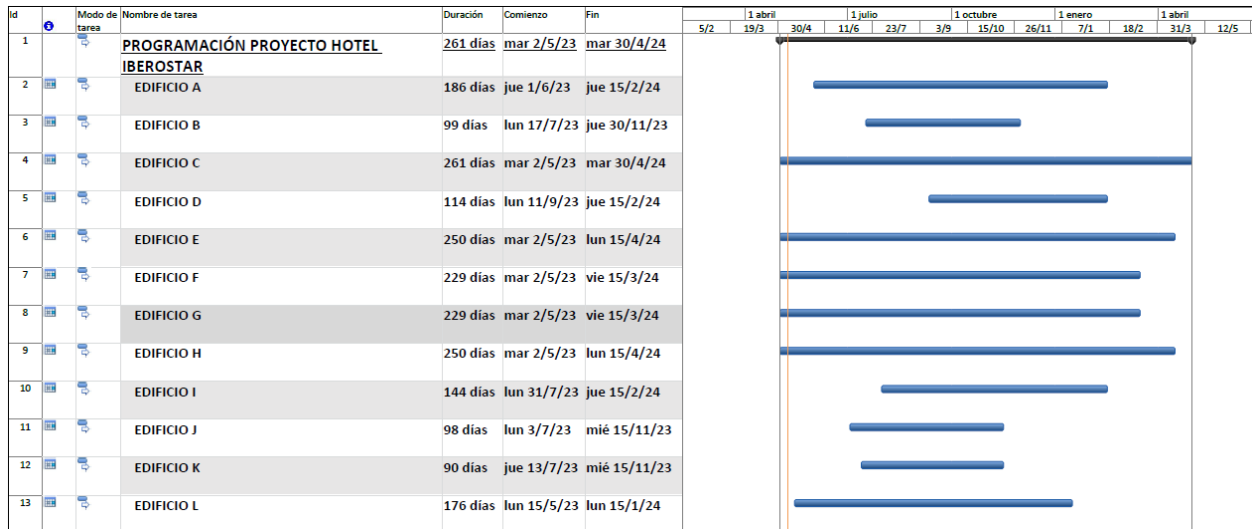 Id Modo de tarea Nombre de tarea Duración Comienzo Fin
1 abril 1 julio 1 octubre 1 enero 1 abril
5/2 19/3 30/4 11/6 23/7 3/9 15/10 26/11 7/1 18/2 31/3 12/5
1 PROGRAMACIÓN PROYECTO HOTEL IBEROSTAR 261 días mar 2/5/23 mar 30/4/24
2 EDIFICIO A 186 días jue 1/6/23 jue 15/2/24
3 EDIFICIO B 99 días lun 17/7/23 jue 30/11/23
4 EDIFICIO C 261 días mar 2/5/23 mar 30/4/24
5 EDIFICIO D 114 días lun 11/9/23 jue 15/2/24
6 EDIFICIO E 250 días mar 2/5/23 lun 15/4/24
7 EDIFICIO F 229 días mar 2/5/23 vie 15/3/24
8 EDIFICIO G 229 días mar 2/5/23 vie 15/3/24
9 EDIFICIO H 250 días mar 2/5/23 lun 15/4/24
10 EDIFICIO I 144 días lun 31/7/23 jue 15/2/24
11 EDIFICIO J 98 días lun 3/7/23 mié 15/11/23
12 EDIFICIO K 90 días jue 13/7/23 mié 15/11/23
13 EDIFICIO L 176 días lun 15/5/23 lun 15/1/24